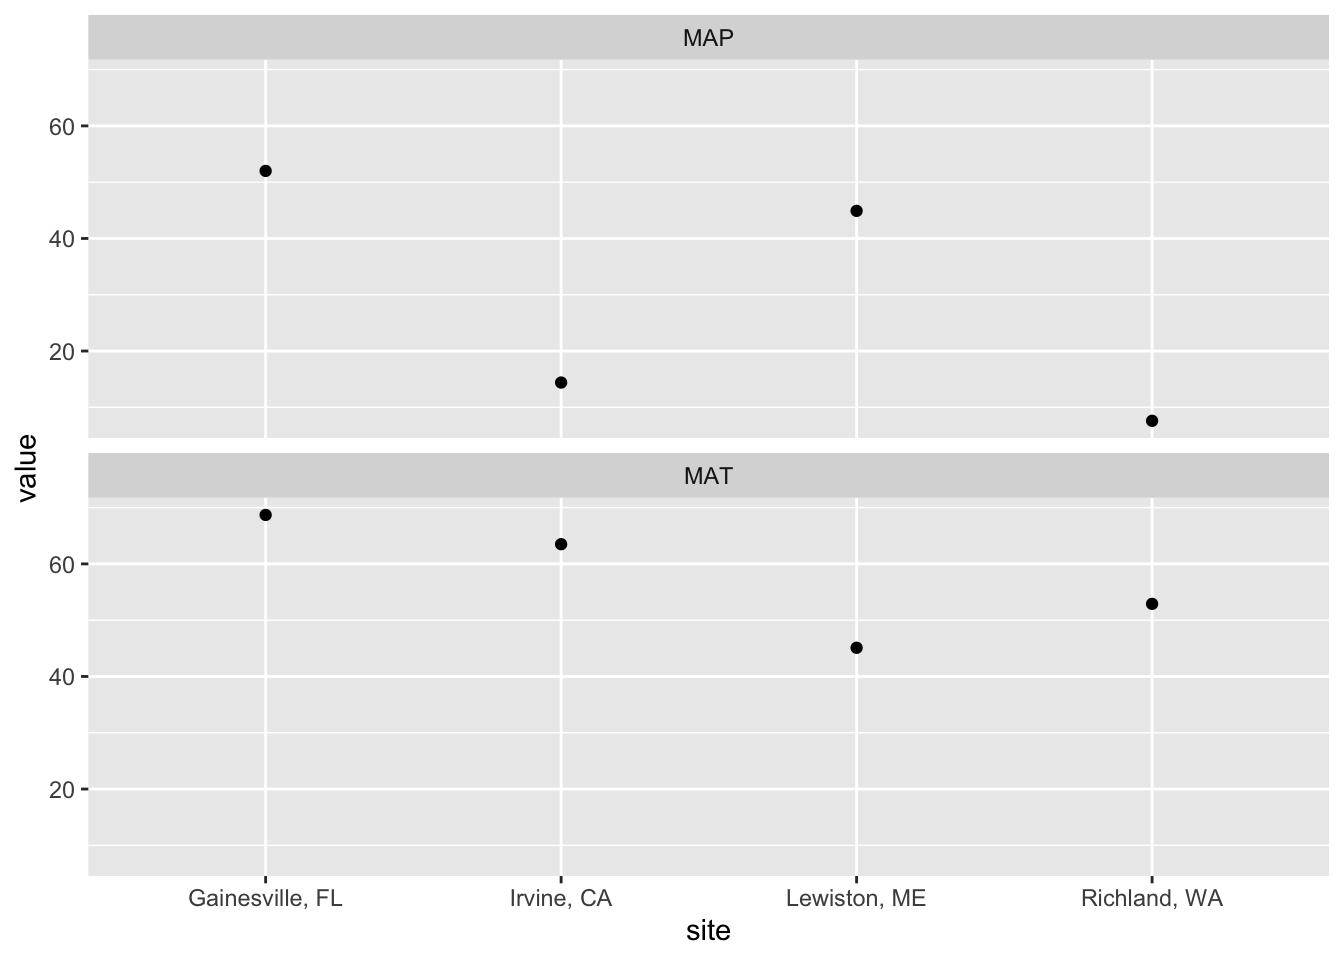 MAP
60
40
20
value
MAT
60
40
20
Gainesville, FL Irvine, CA Lewiston, ME Richland, WA
site